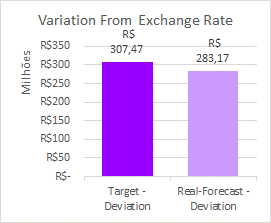 Variation From Exchange Rate
Milhões
R$350
R$300
R$250
R$200
R$150
R$100
R$50
R$-
R$
307,47
R$
283,17
Target -
Deviation
Real-Forecast -
Deviation